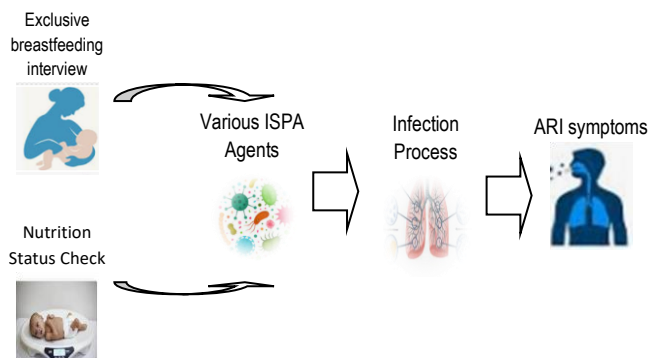 Exclusive
breastfeeding
interview
Various ISPA
Agents
Infection
Process
ARI symptoms
Nutrition
Status Check